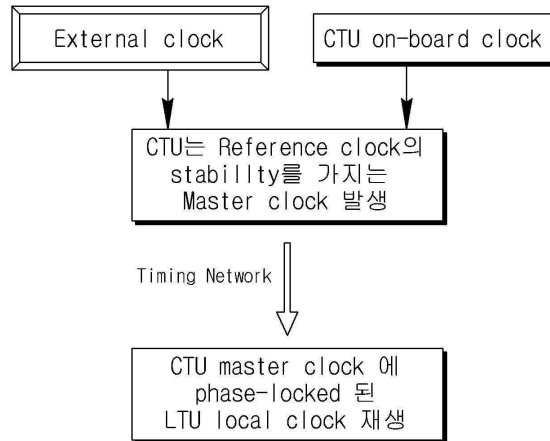 External clock
CTU on-board clock
CTU는 Reference clock의
stabillty를 가지는
Master clock 발생
Timing Network
CTU master clock 에
phase-locked 된
LTU local clock 재생